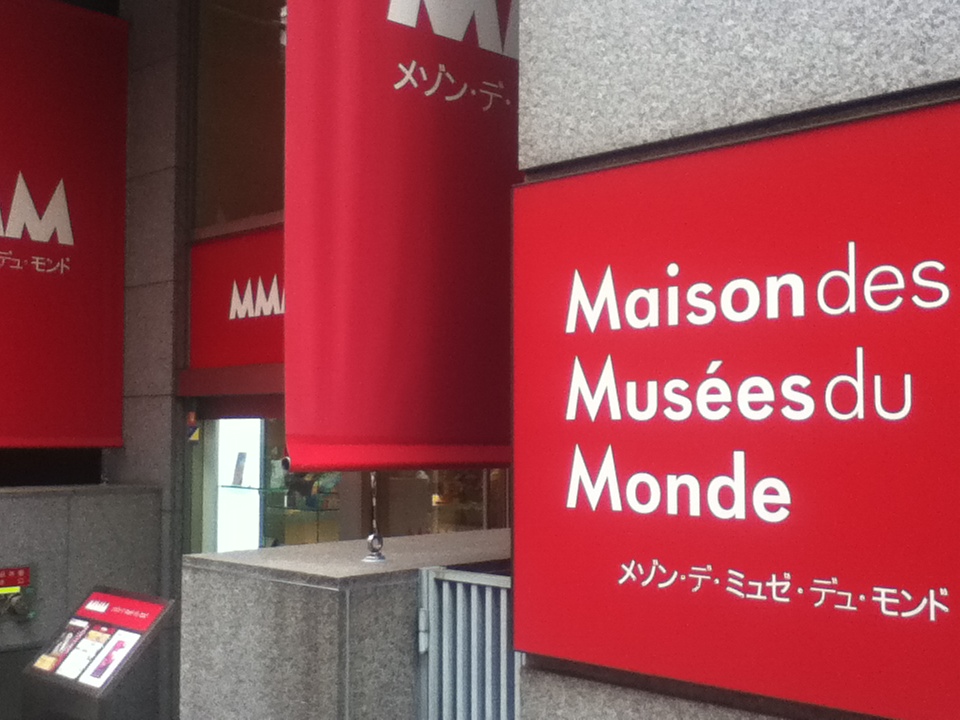 メゾン・デ・
MM
デュ・モンド
MMM
Maison des
Musées du
Monde
メゾン・デ・ミュゼ・デュ・モンド
MMM